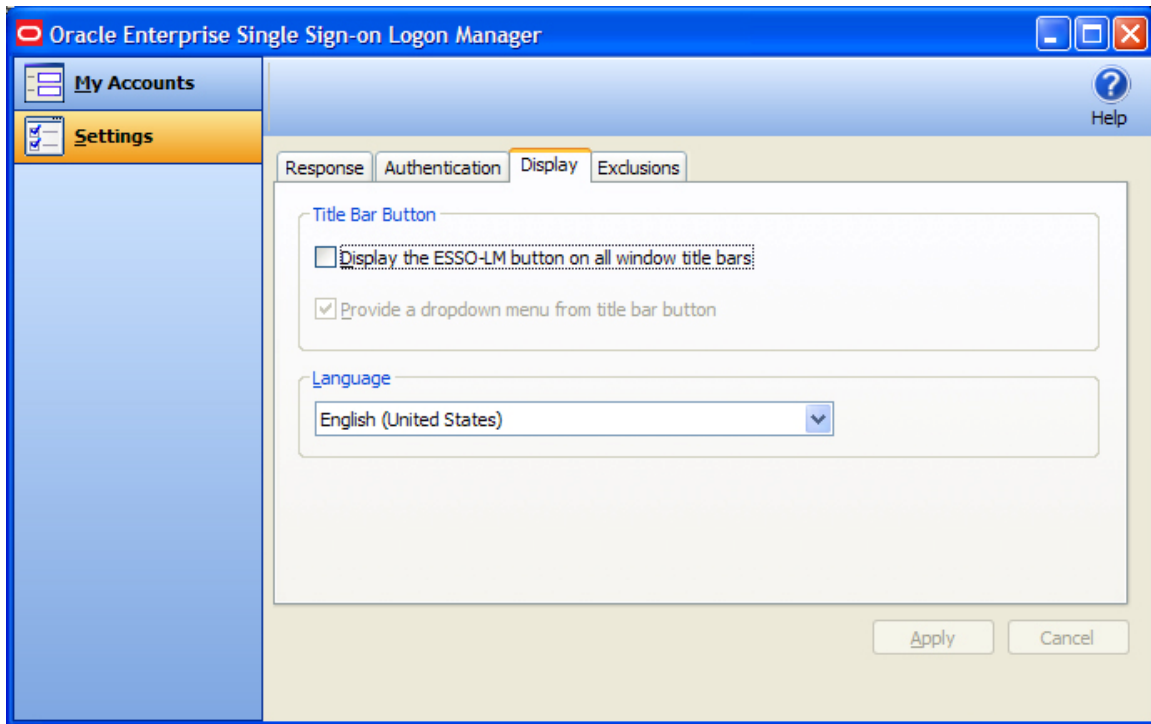 Oracle Enterprise Single Sign-on Logon Manager
My Accounts
Settings
Help
Response
Authentication
Display
Exclusions
Title Bar Button
Display the ESSO-LM button on all window title bars
Provide a dropdown menu from title bar button
Language
English (United States)
Apply
Cancel